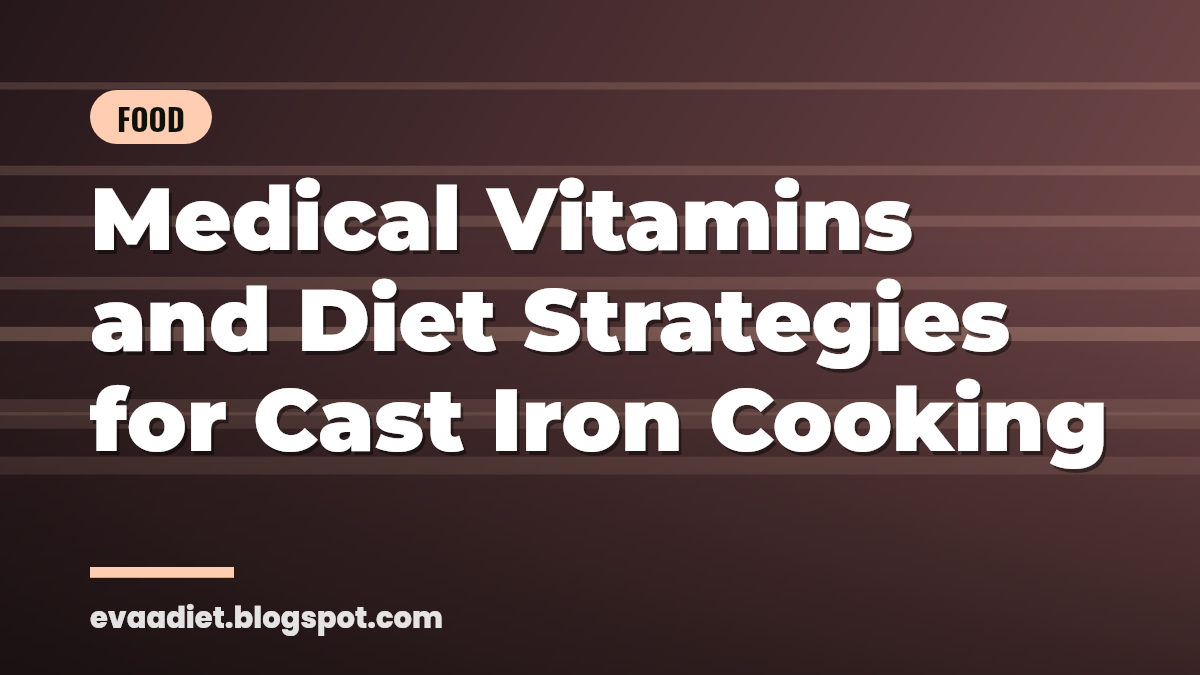 FOOD
Medical Vitamins
and Diet Strategies
for Cast Iron Cooking
evaadiet.blogspot.com